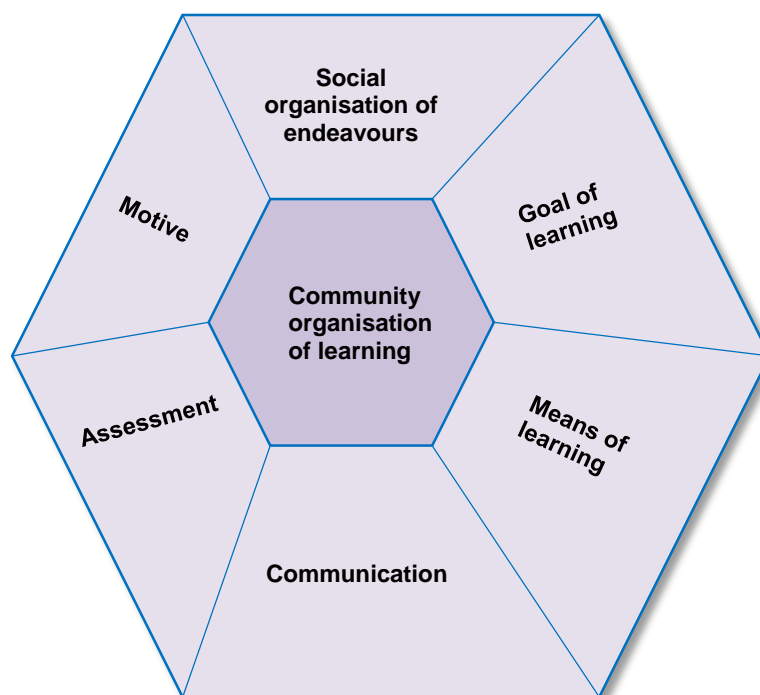 Social
organisation of
endeavours
Goal of
learning
Means of
learning
Communication
Assessment
Motive
Community
organisation
of learning